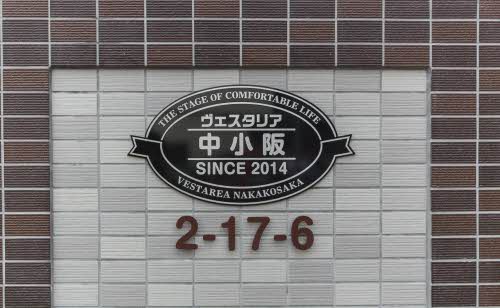 THE STAGE OF COMFORTABLE LIFE
ヴェスタリア
中小阪
SINCE 2014
VESTAREA NAKAKOSAKA
2-17-6